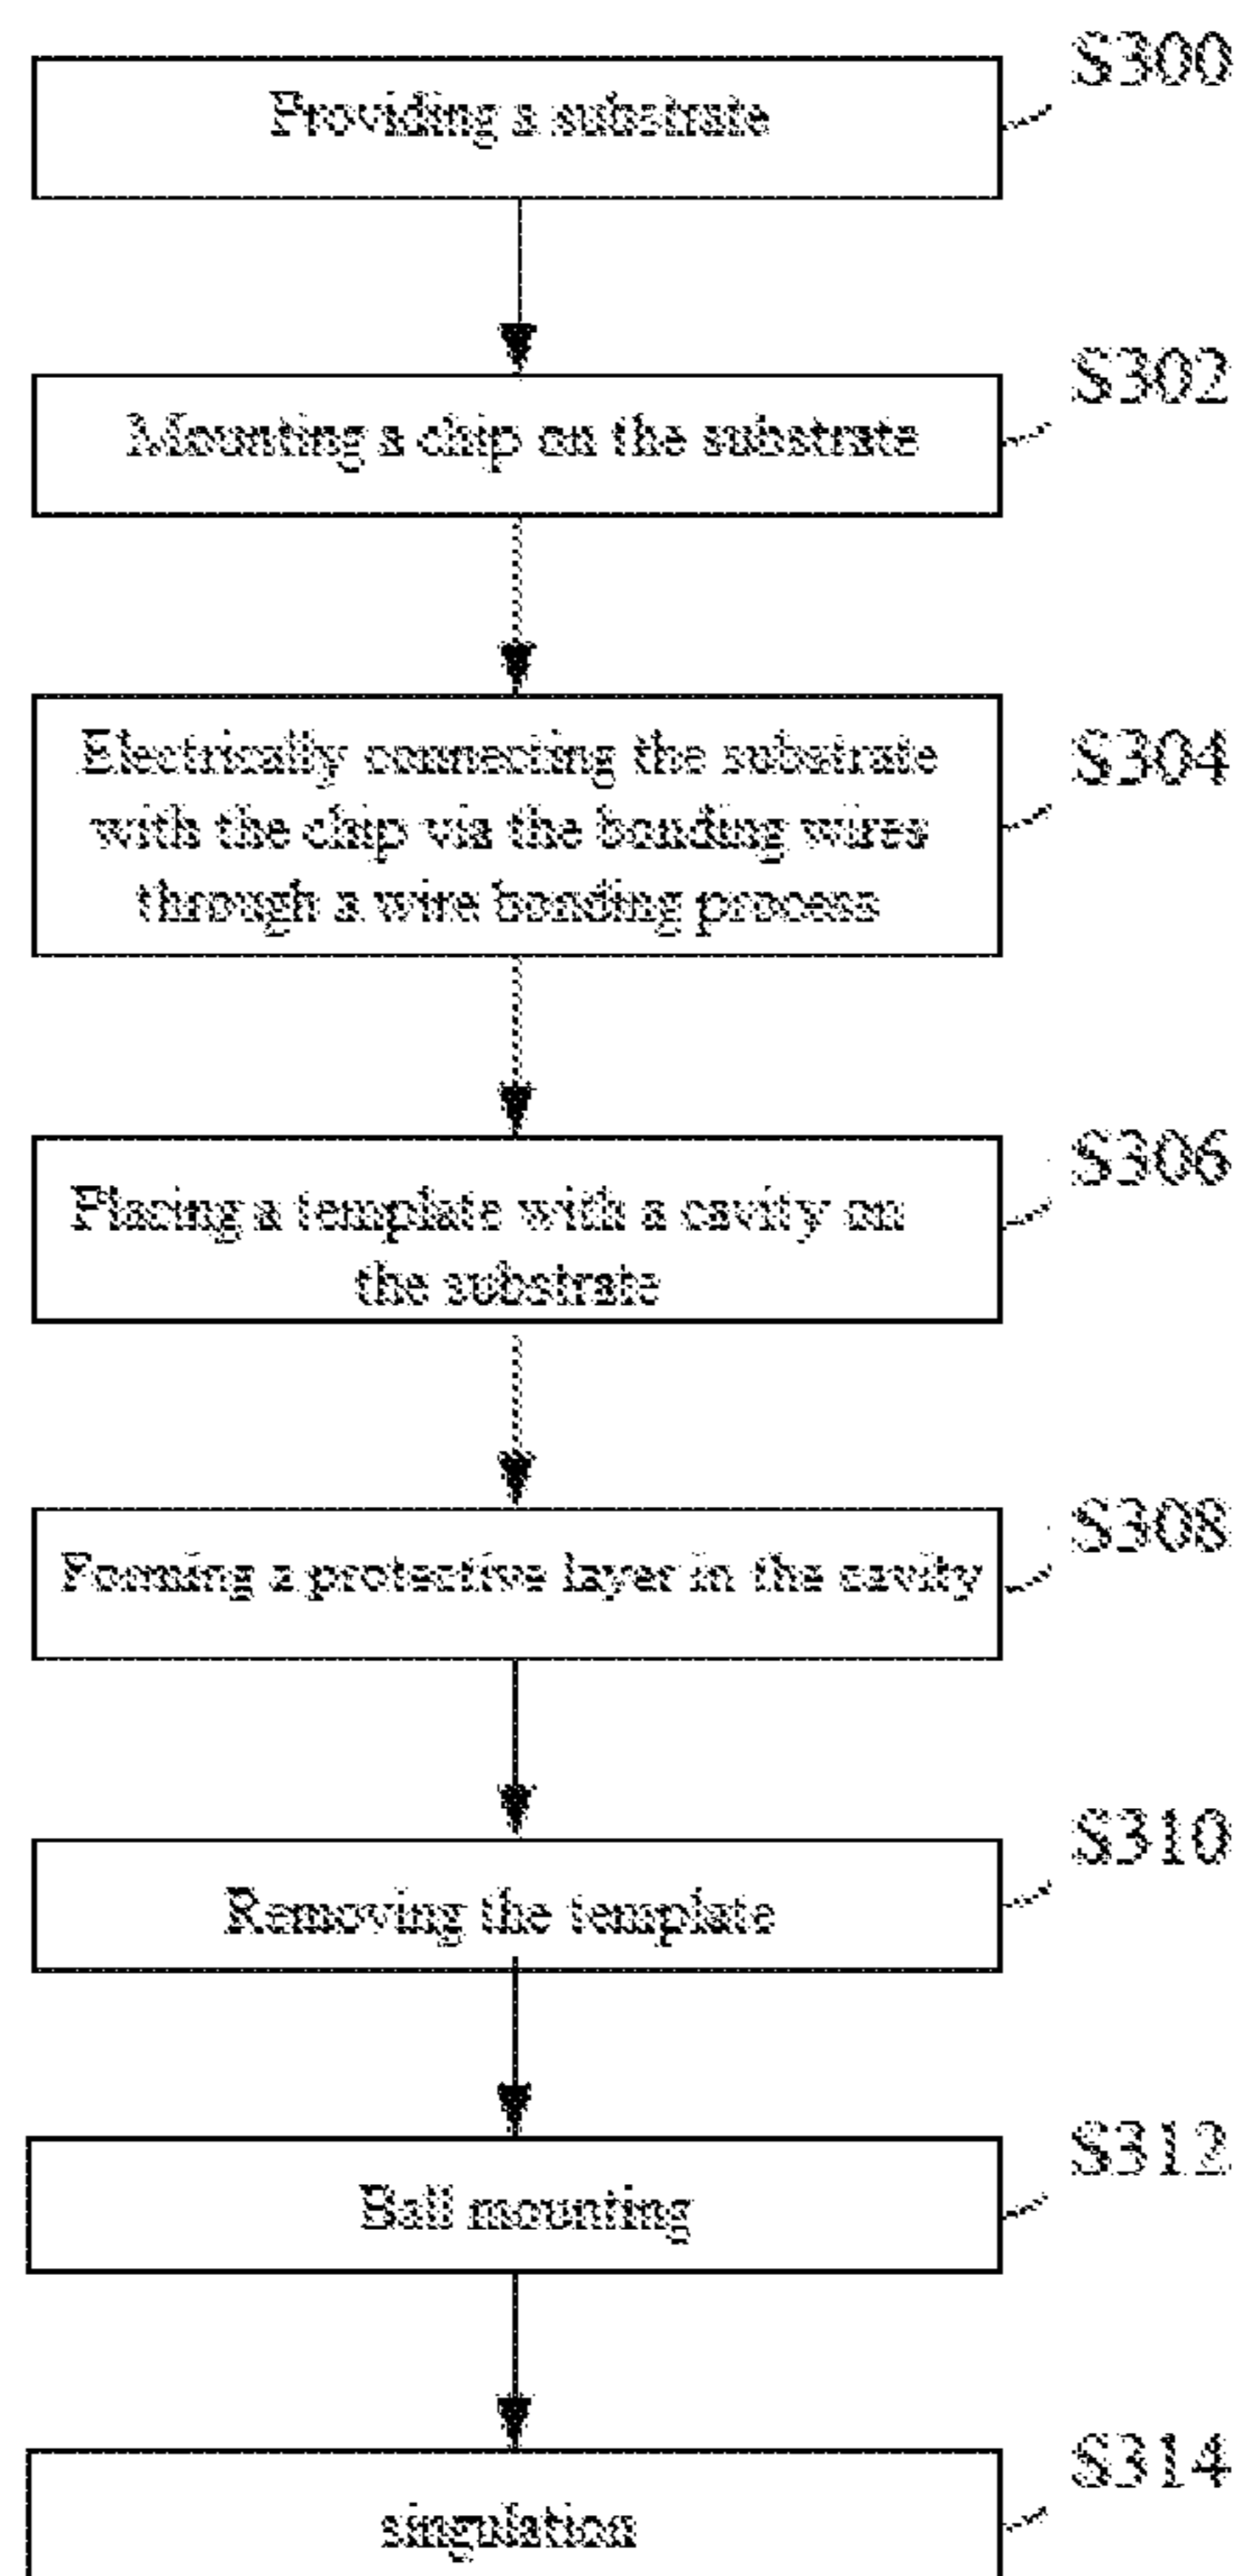 S300
Providing a substrate
S302
Mounting a chip on the substrate
S304
Electrically connecting the substrate
with the chip via the bonding wires
through a wire bonding process
S306
Placing a template with a cavity on
the substrate
S308
Forming a protective layer in the cavity
S310
Removing the template
S312
Ball mounting
S314
singulation